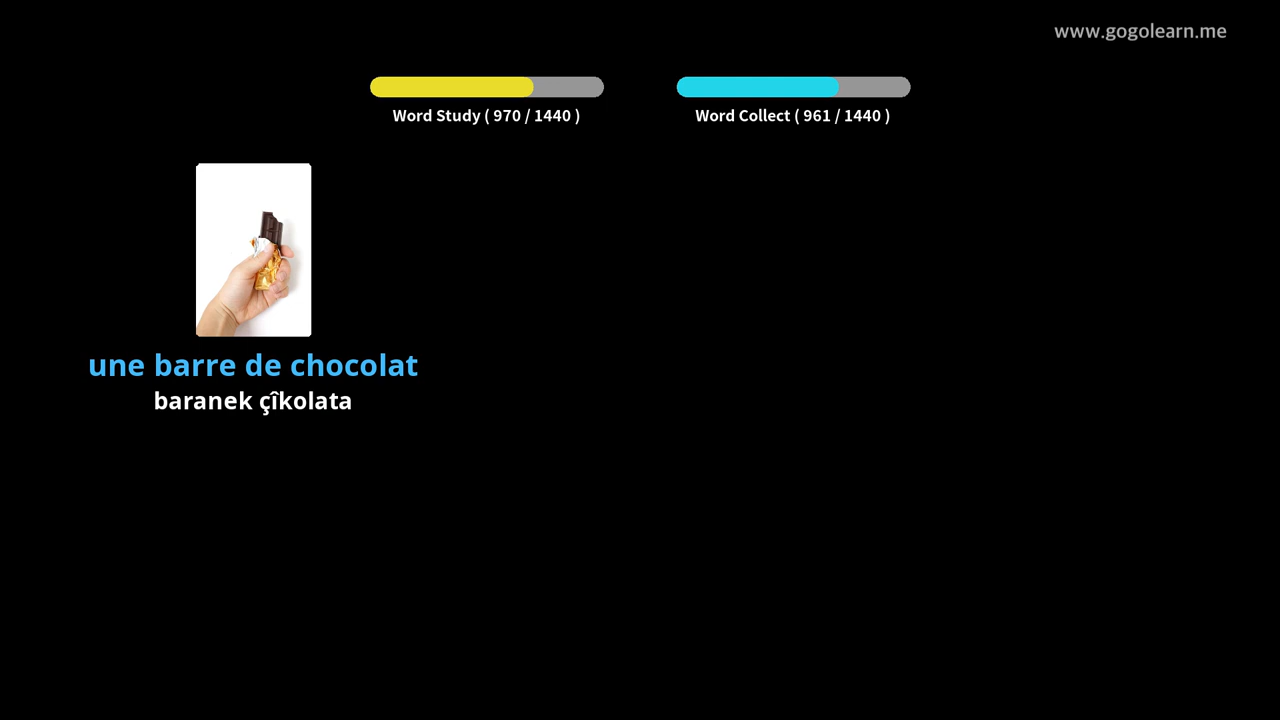 www.gogolearn.me
Word Study ( 970 / 1440 )
Word Collect ( 961 / 1440 )
une barre de chocolat
baranek çîkolata